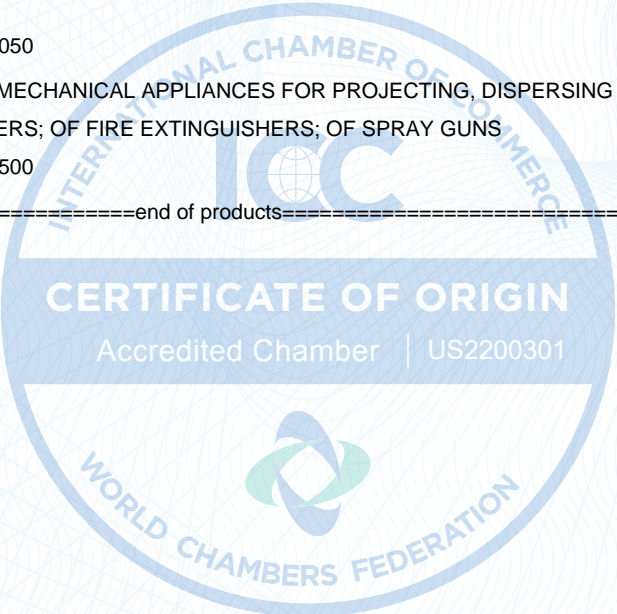 050
MECHANICAL APPLIANCES FOR PROJECTING, DISPERSING
ERS; OF FIRE EXTINGUISHERS; OF SPRAY GUNS
500
===========end of products===========================
INTERNATIONAL CHAMBER OF COMMERCE
ICC
CERTIFICATE OF ORIGIN
Accredited Chamber | US2200301
WORLD CHAMBERS FEDERATION